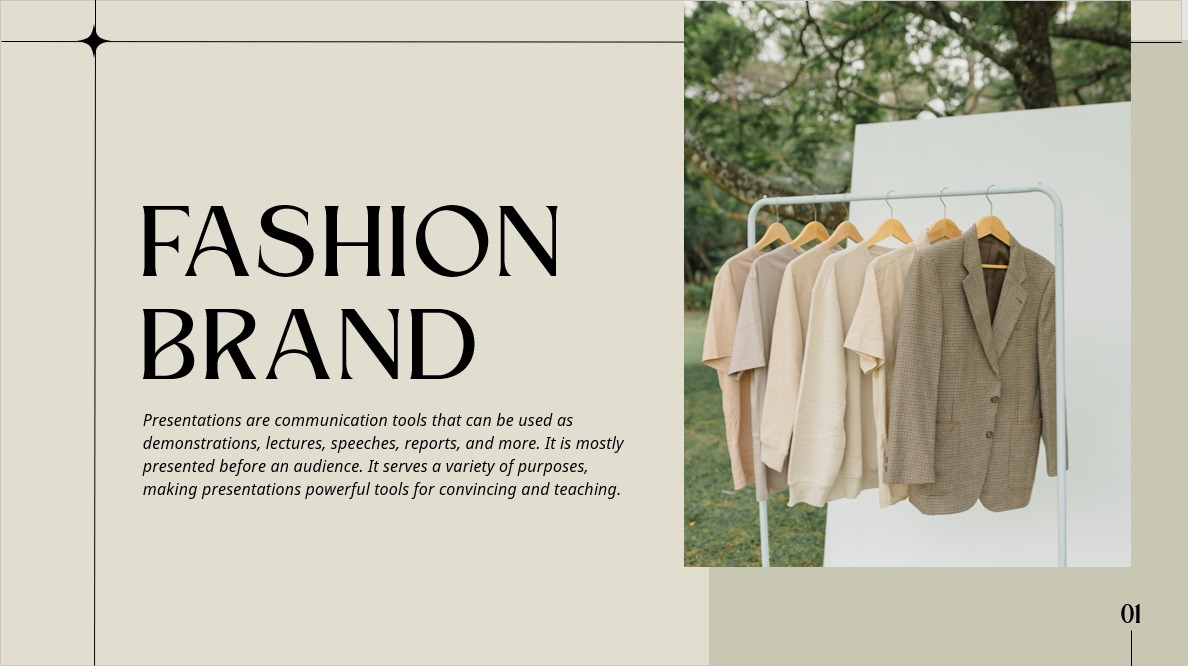 FASHION
BRAND
Presentations are communication tools that can be used as
demonstrations, lectures, speeches, reports, and more. It is mostly
presented before an audience. It serves a variety of purposes,
making presentations powerful tools for convincing and teaching.
01